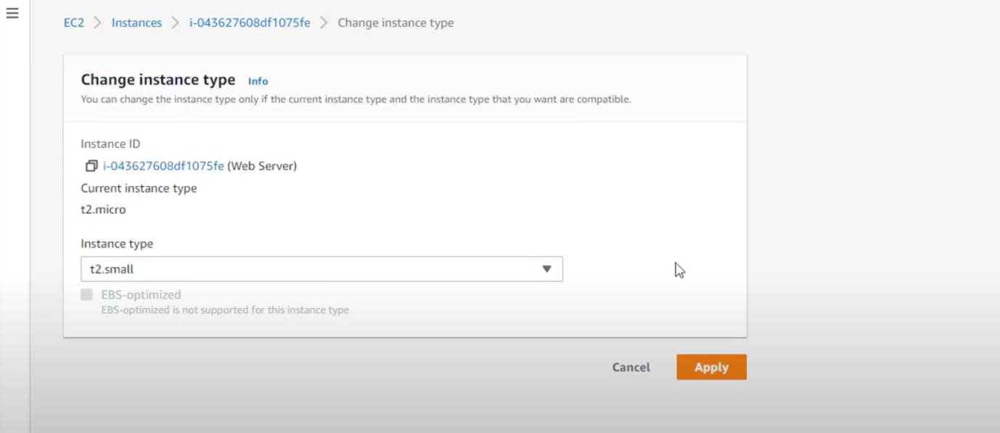 EC2 > Instances > i-043627608df1075fe > Change instance type
Change instance type Info
You can change the instance type only if the current instance type and the instance type that you want are compatible.
Instance ID
i-043627608df1075fe (Web Server)
Current instance type
t2.micro
Instance type
t2.small
EBS-optimized
EBS-optimized is not supported for this instance type
Cancel Apply